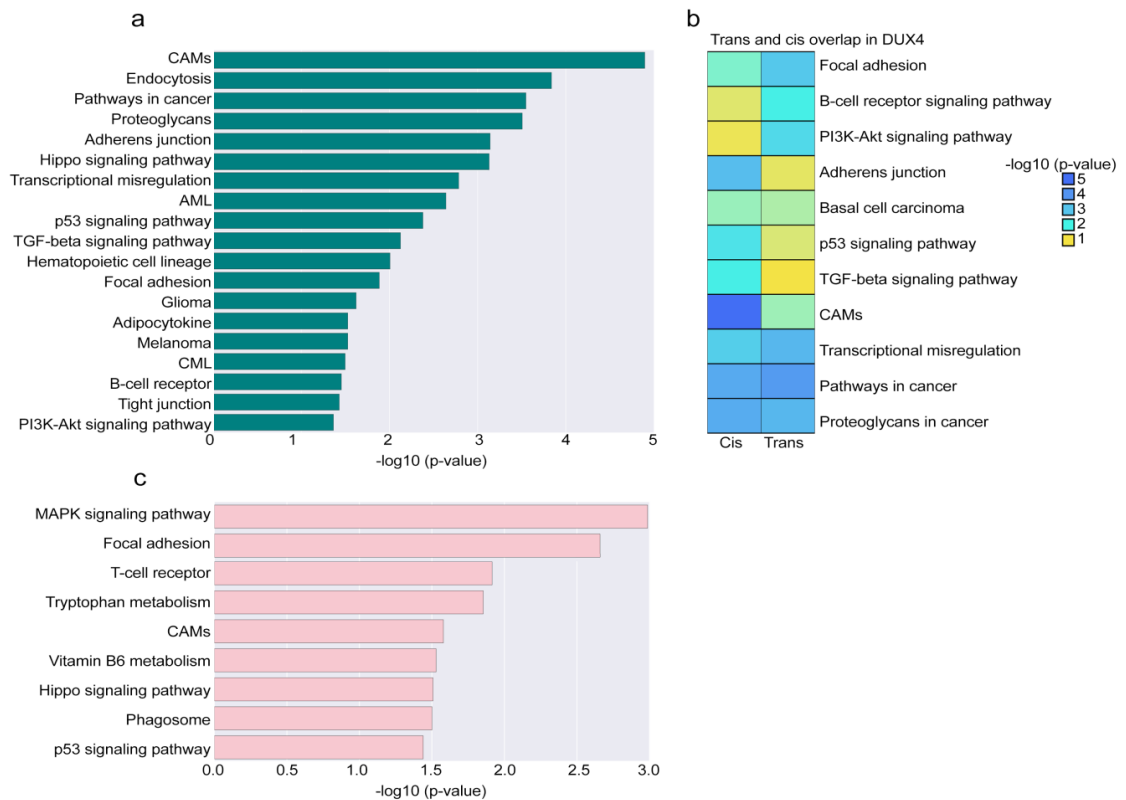 a
CAMs
Endocytosis
Pathways in cancer
Proteoglycans
Adherens junction
Hippo signaling pathway
Transcriptional misregulation
AML
p53 signaling pathway
TGF-beta signaling pathway
Hematopoietic cell lineage
Focal adhesion
Glioma
Adipocytokine
Melanoma
CML
B-cell receptor
Tight junction
PI3K-Akt signaling pathway
0 1 2 3 4 5
-log10 (p-value)
b
Trans and cis overlap in DUX4
Focal adhesion
B-cell receptor signaling pathway
PI3K-Akt signaling pathway
Adherens junction
Basal cell carcinoma
p53 signaling pathway
TGF-beta signaling pathway
CAMs
Transcriptional misregulation
Pathways in cancer
Proteoglycans in cancer
Cis Trans
-log10 (p-value)
5
4
3
2
1
c
MAPK signaling pathway
Focal adhesion
T-cell receptor
Tryptophan metabolism
CAMs
Vitamin B6 metabolism
Hippo signaling pathway
Phagosome
p53 signaling pathway
0.0 0.5 1.0 1.5 2.0 2.5 3.0
-log10 (p-value)